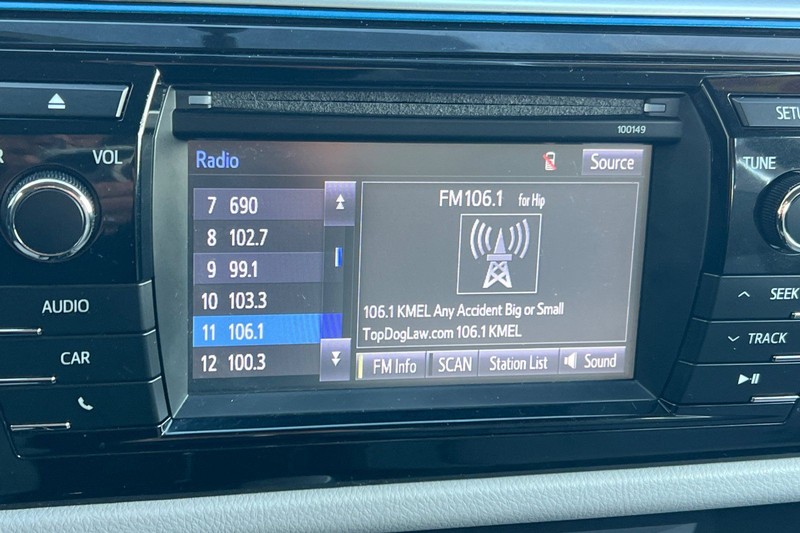 100149
SETU
R
VOL
TUNE
Radio
Source
7 690
8 102.7
9 99.1
10 103.3
11 106.1
12 100.3
FM106.1 for Hip
106.1 KMEL Any Accident Big or Small
TopDogLaw.com 106.1 KMEL
FM Info
SCAN
Station List
Sound
AUDIO
CAR
SEEK
TRACK